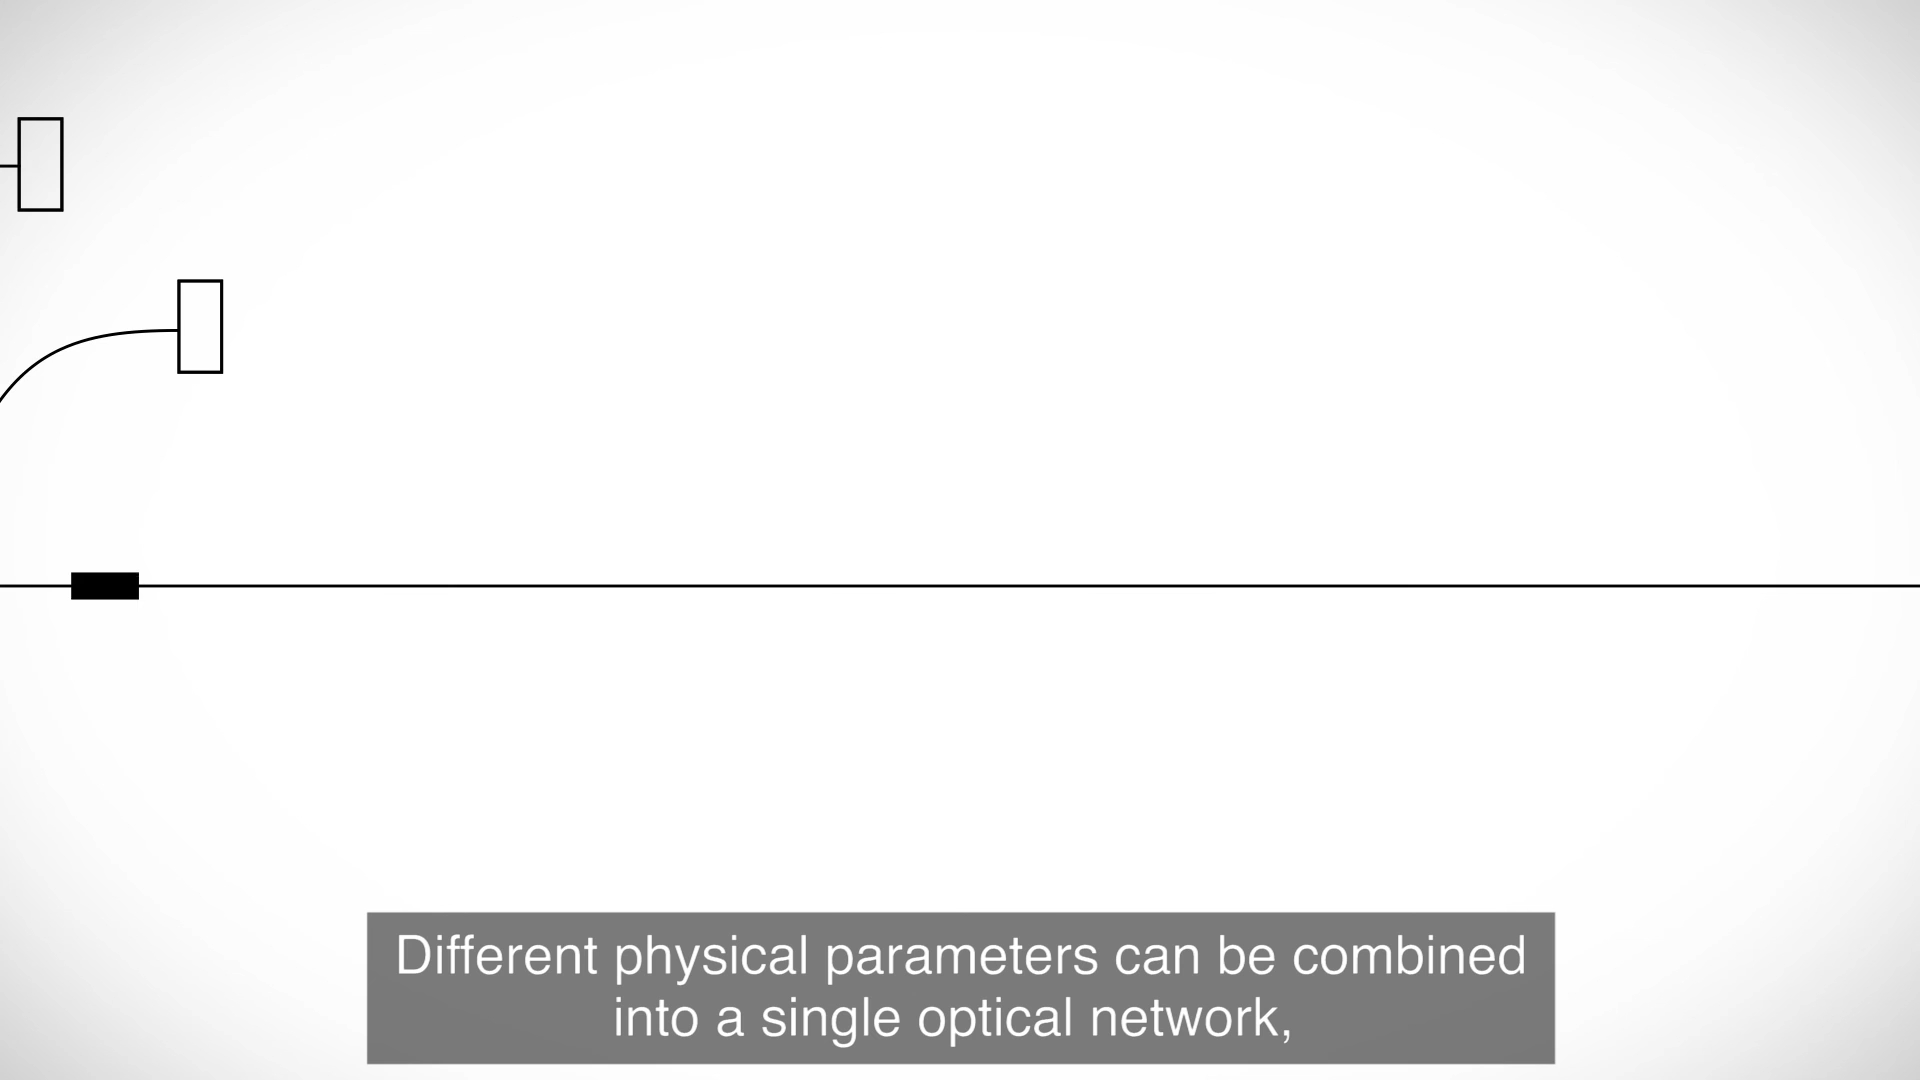 Different physical parameters can be combined
into a single optical network,